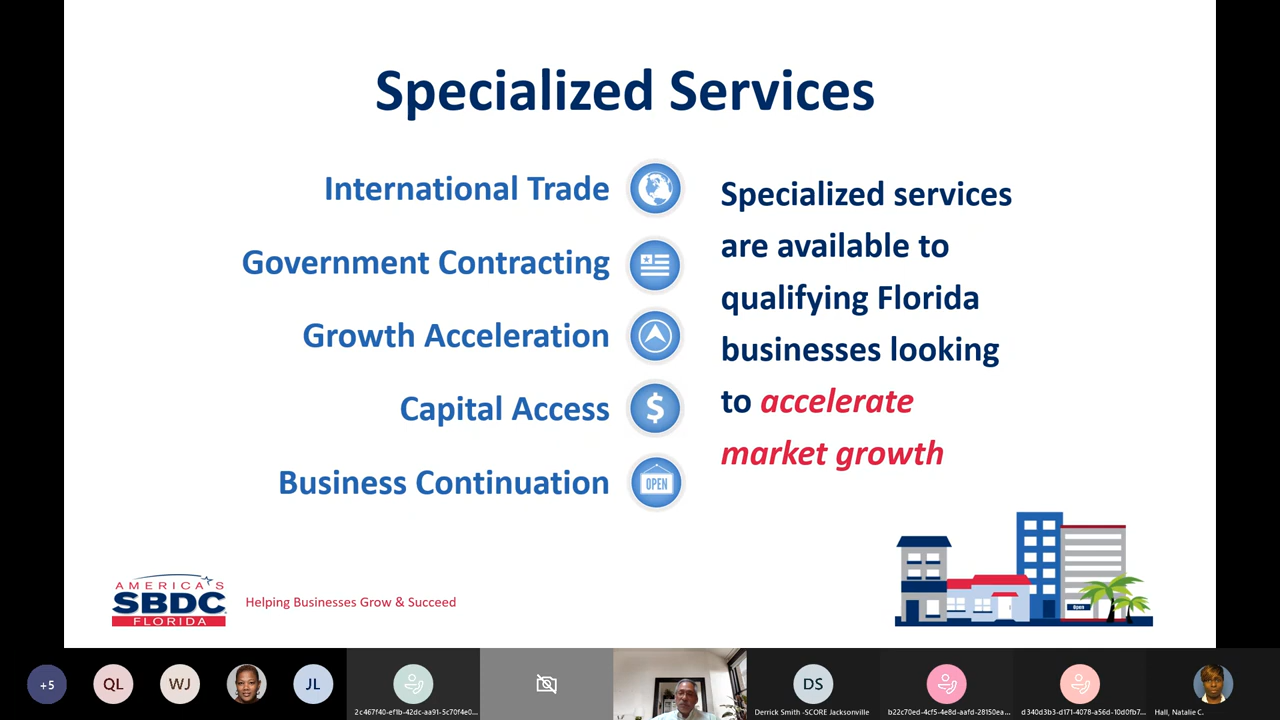 Specialized Services
International Trade
Government Contracting
Growth Acceleration
Capital Access
OPEN
Business Continuation
Specialized services
are available to
qualifying Florida
businesses looking
to accelerate
market growth
Open
AMERICA'S
SBDC
FLORIDA
Helping Businesses Grow & Succeed
+5
QL
WJ
JL
2c467f40-ef1b-42dc-aa91-5c70f4e0...
DS
Derrick Smith -SCORE Jacksonville
b22c70ed-4cf5-4e8d-aafd-28150ea...
d340d3b3-d171-4078-a56d-10d0fb7...
Hall, Natalie C.